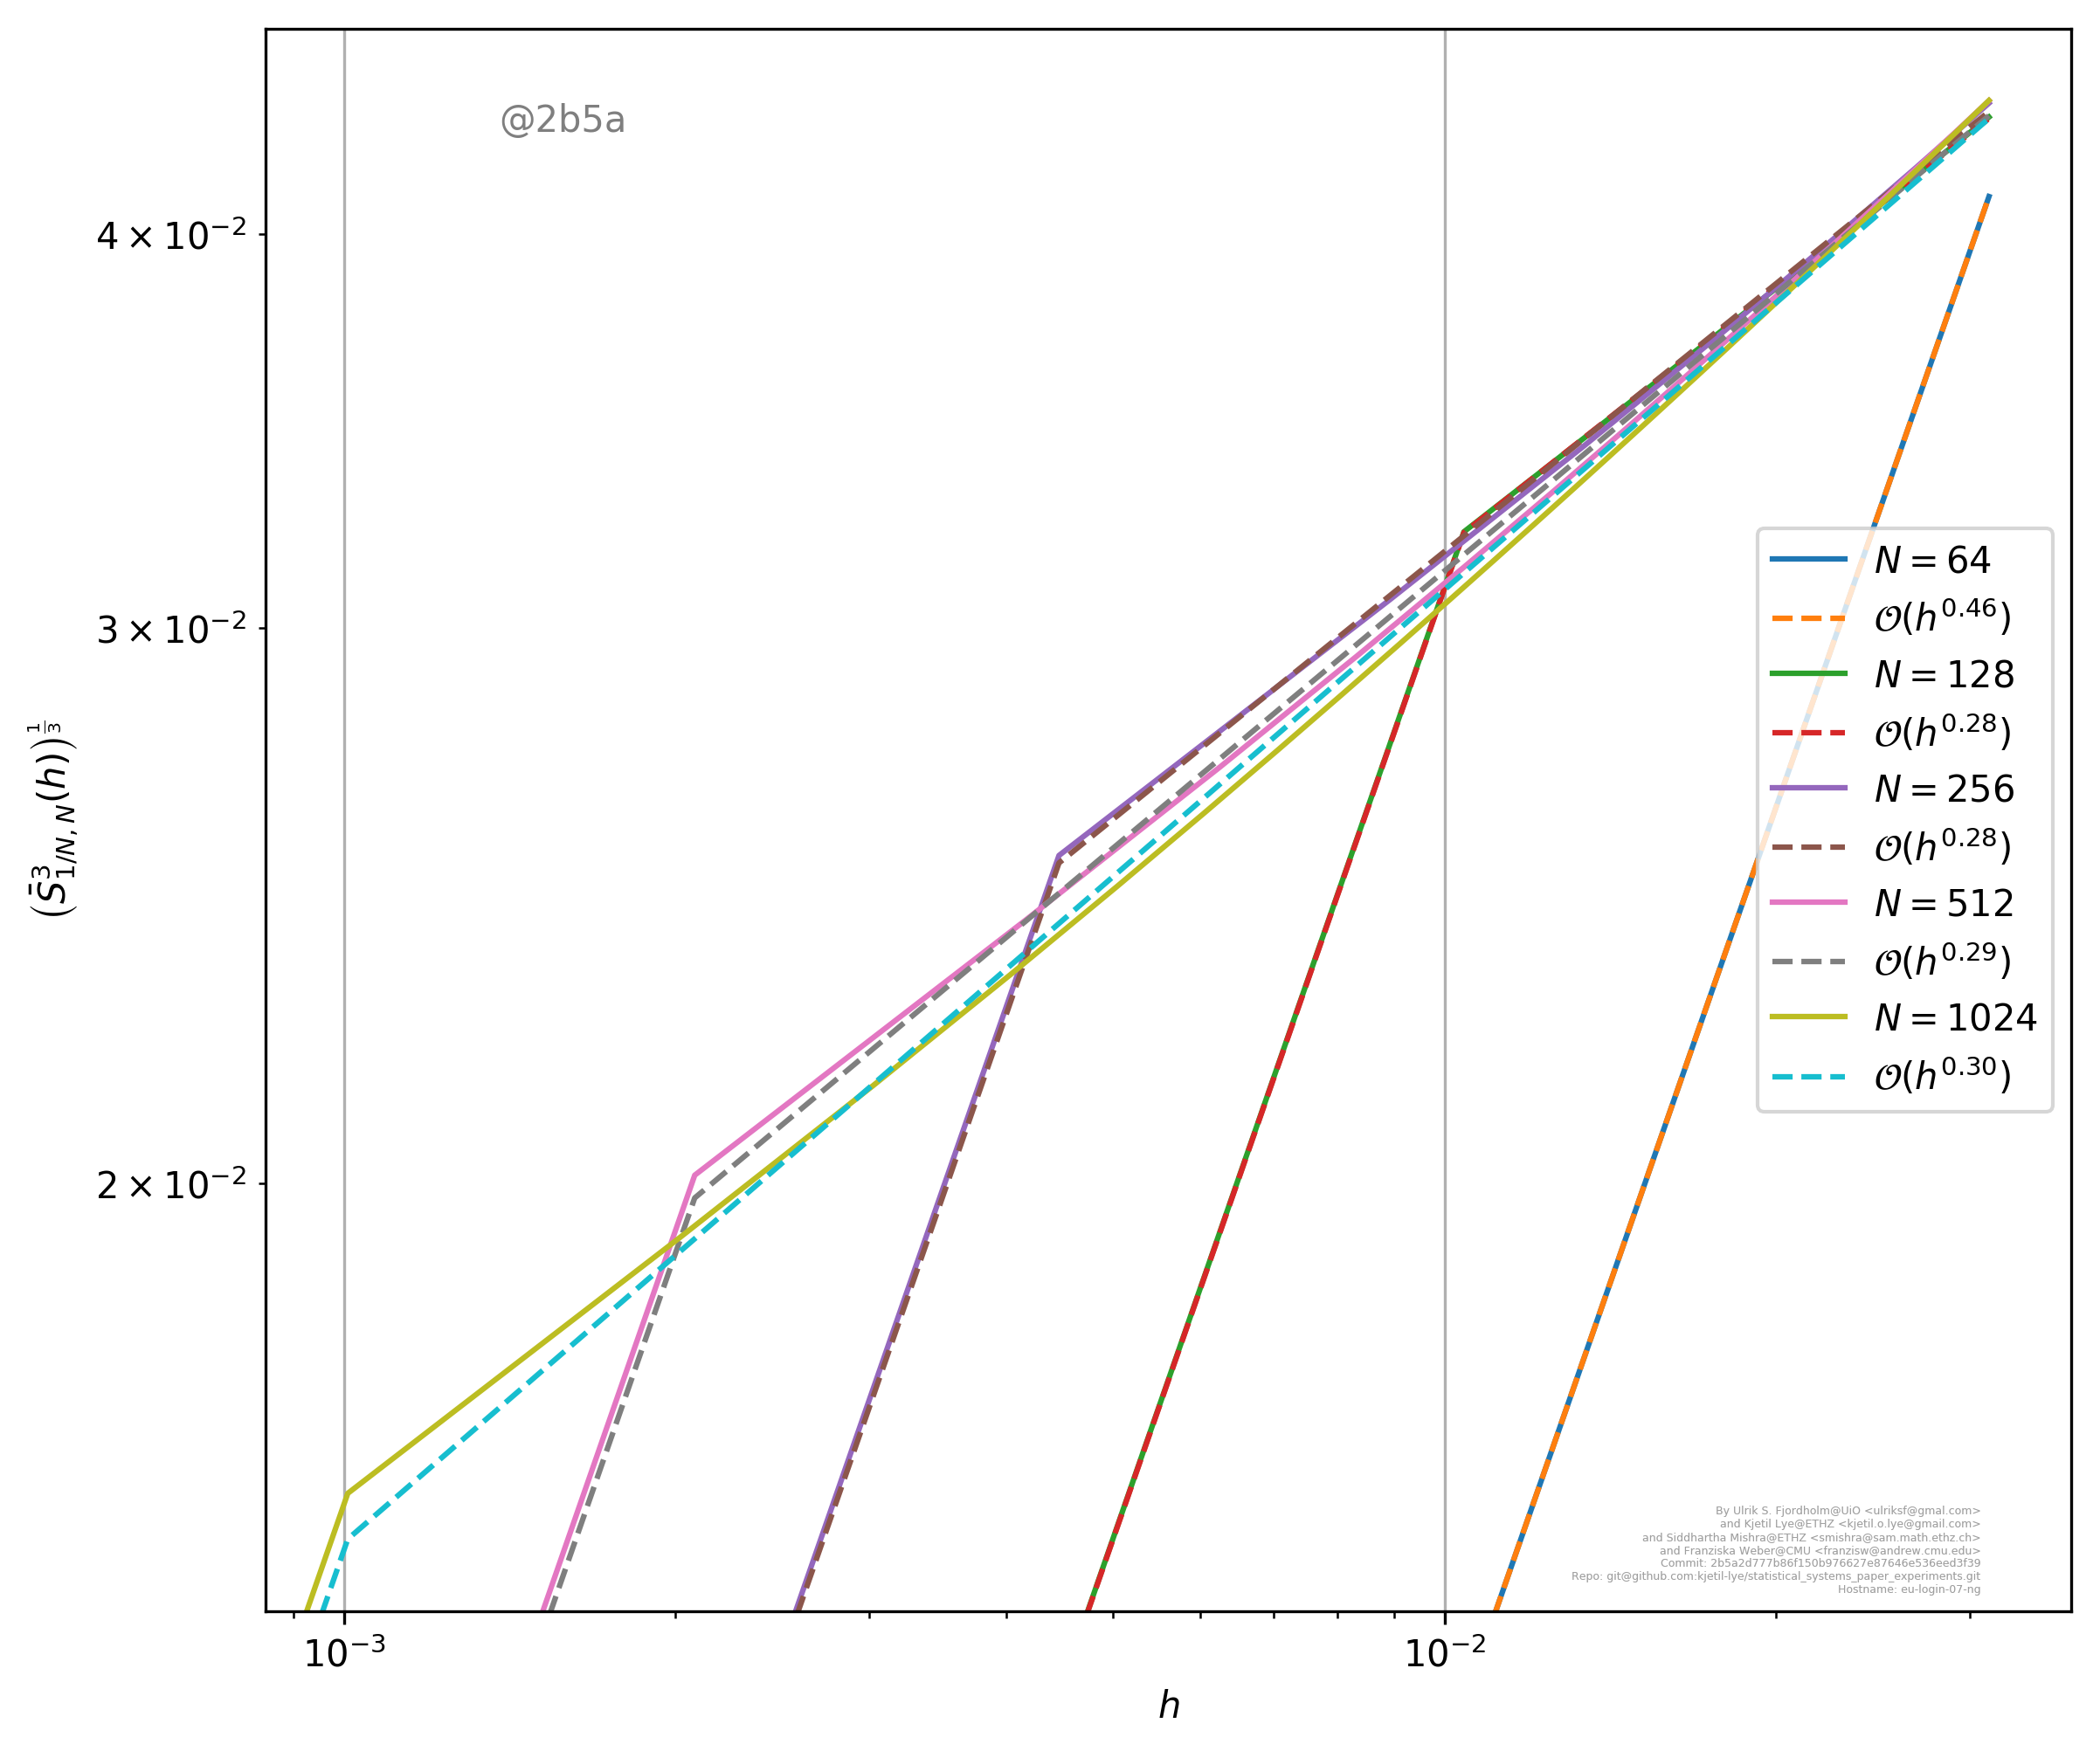 @2b5a
4 × 10⁻²
3 × 10⁻²
2 × 10⁻²
(S̄³₁/N, N(h))^(1/3)
N = 64
𝒪(h^0.46)
N = 128
𝒪(h^0.28)
N = 256
𝒪(h^0.28)
N = 512
𝒪(h^0.29)
N = 1024
𝒪(h^0.30)
By Ulrik S. Fjordholm@UiO <ulriksf@gmal.com>
and Kjetil Lye@ETHZ <kjetil.o.lye@gmail.com>
and Siddhartha Mishra@ETHZ <smishra@sam.math.ethz.ch>
and Franziska Weber@CMU <franzisw@andrew.cmu.edu>
Commit: 2b5a2d777b86f150b976627e87646e536eed3f39
Repo: git@github.com:kjetil-lye/statistical_systems_paper_experiments.git
Hostname: eu-login-07-ng
10⁻³
10⁻²
h